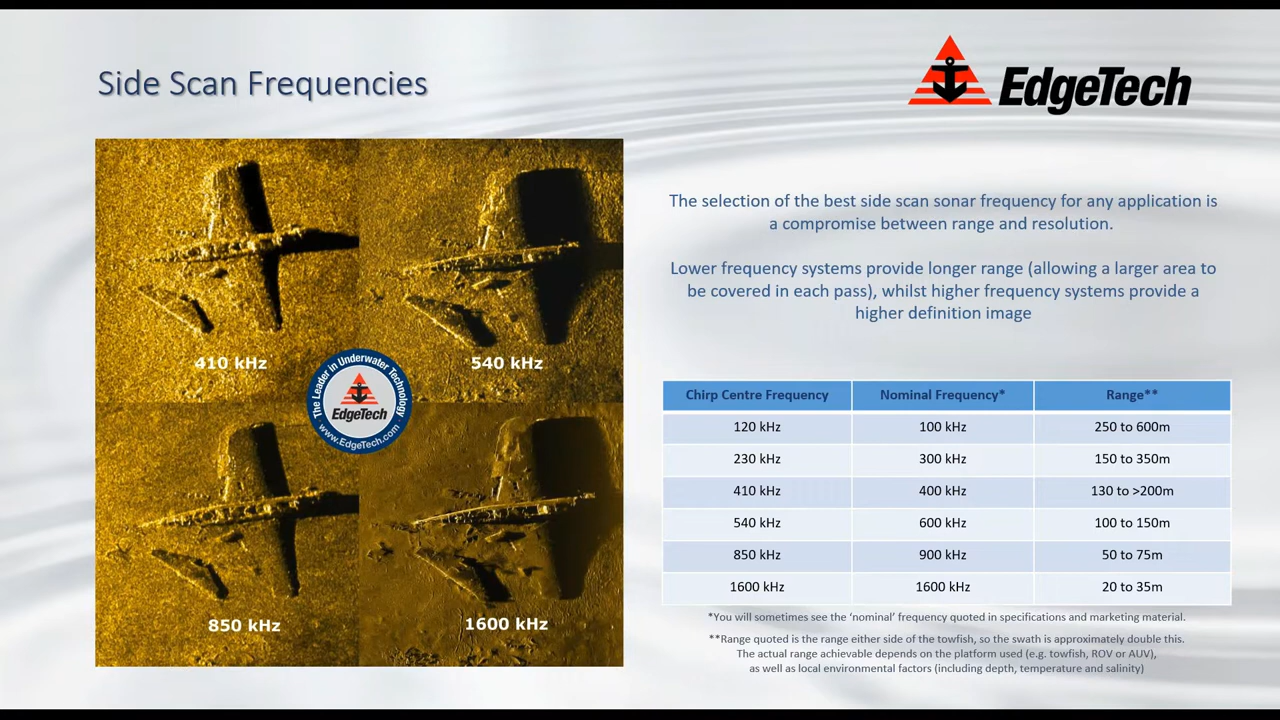 Side Scan Frequencies
EdgeTech
410 kHz
540 kHz
The Leader in Underwater Technology
EdgeTech
www.EdgeTech.com
850 kHz
1600 kHz
The selection of the best side scan sonar frequency for any application is
a compromise between range and resolution.
Lower frequency systems provide longer range (allowing a larger area to
be covered in each pass), whilst higher frequency systems provide a
higher definition image
Chirp Centre Frequency Nominal Frequency* Range**
120 kHz 100 kHz 250 to 600m
230 kHz 300 kHz 150 to 350m
410 kHz 400 kHz 130 to >200m
540 kHz 600 kHz 100 to 150m
850 kHz 900 kHz 50 to 75m
1600 kHz 1600 kHz 20 to 35m
*You will sometimes see the ‘nominal’ frequency quoted in specifications and marketing material.
**Range quoted is the range either side of the towfish, so the swath is approximately double this.
The actual range achievable depends on the platform used (e.g. towfish, ROV or AUV),
as well as local environmental factors (including depth, temperature and salinity)